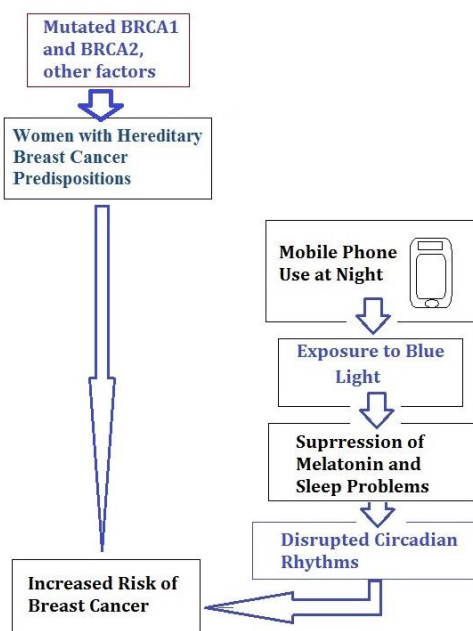 Mutated BRCA1
and BRCA2,
other factors
Women with Hereditary
Breast Cancer
Predispositions
Mobile Phone
Use at Night
Exposure to Blue
Light
Suprression of
Melatonin and
Sleep Problems
Disrupted Circadian
Rhythms
Increased Risk of
Breast Cancer